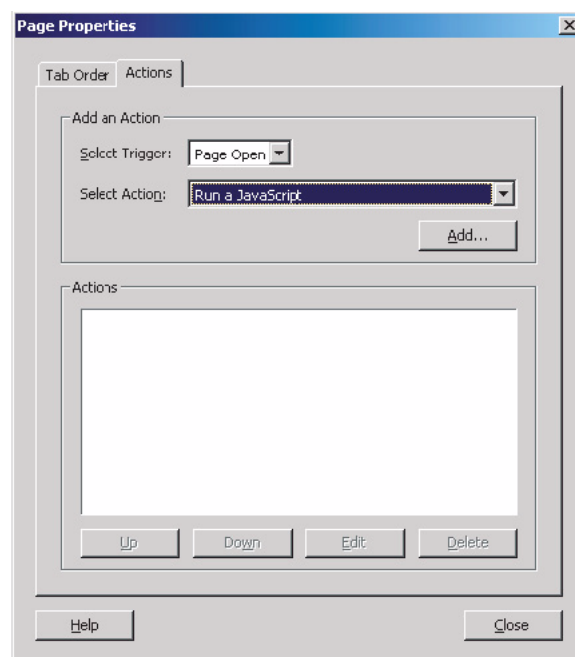 Page Properties
Tab Order Actions
Add an Action
Select Trigger: Page Open
Select Action: Run a JavaScript
Add...
Actions
Up Down Edit Delete
Help Close